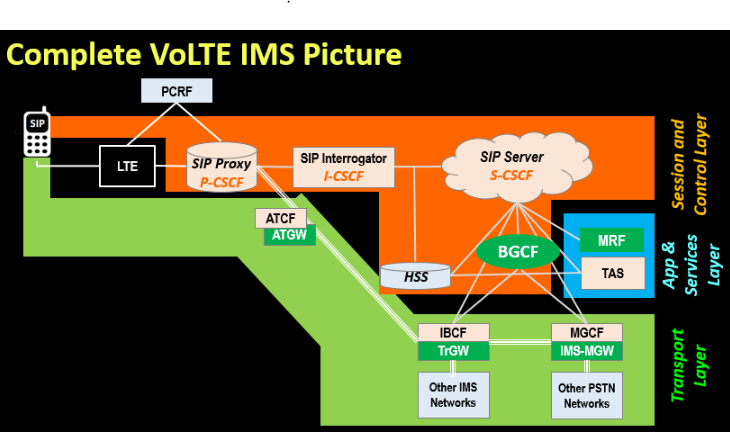 Complete VoLTE IMS Picture
PCRF
SIP
LTE
SIP Proxy
P-CSCF
SIP Interrogator
I-CSCF
SIP Server
S-CSCF
Session and
Control Layer
ATCF
ATGW
HSS
BGCF
MRF
TAS
App &
Services
Layer
IBCF
TrGW
MGCF
IMS-MGW
Other IMS
Networks
Other PSTN
Networks
Transport
Layer